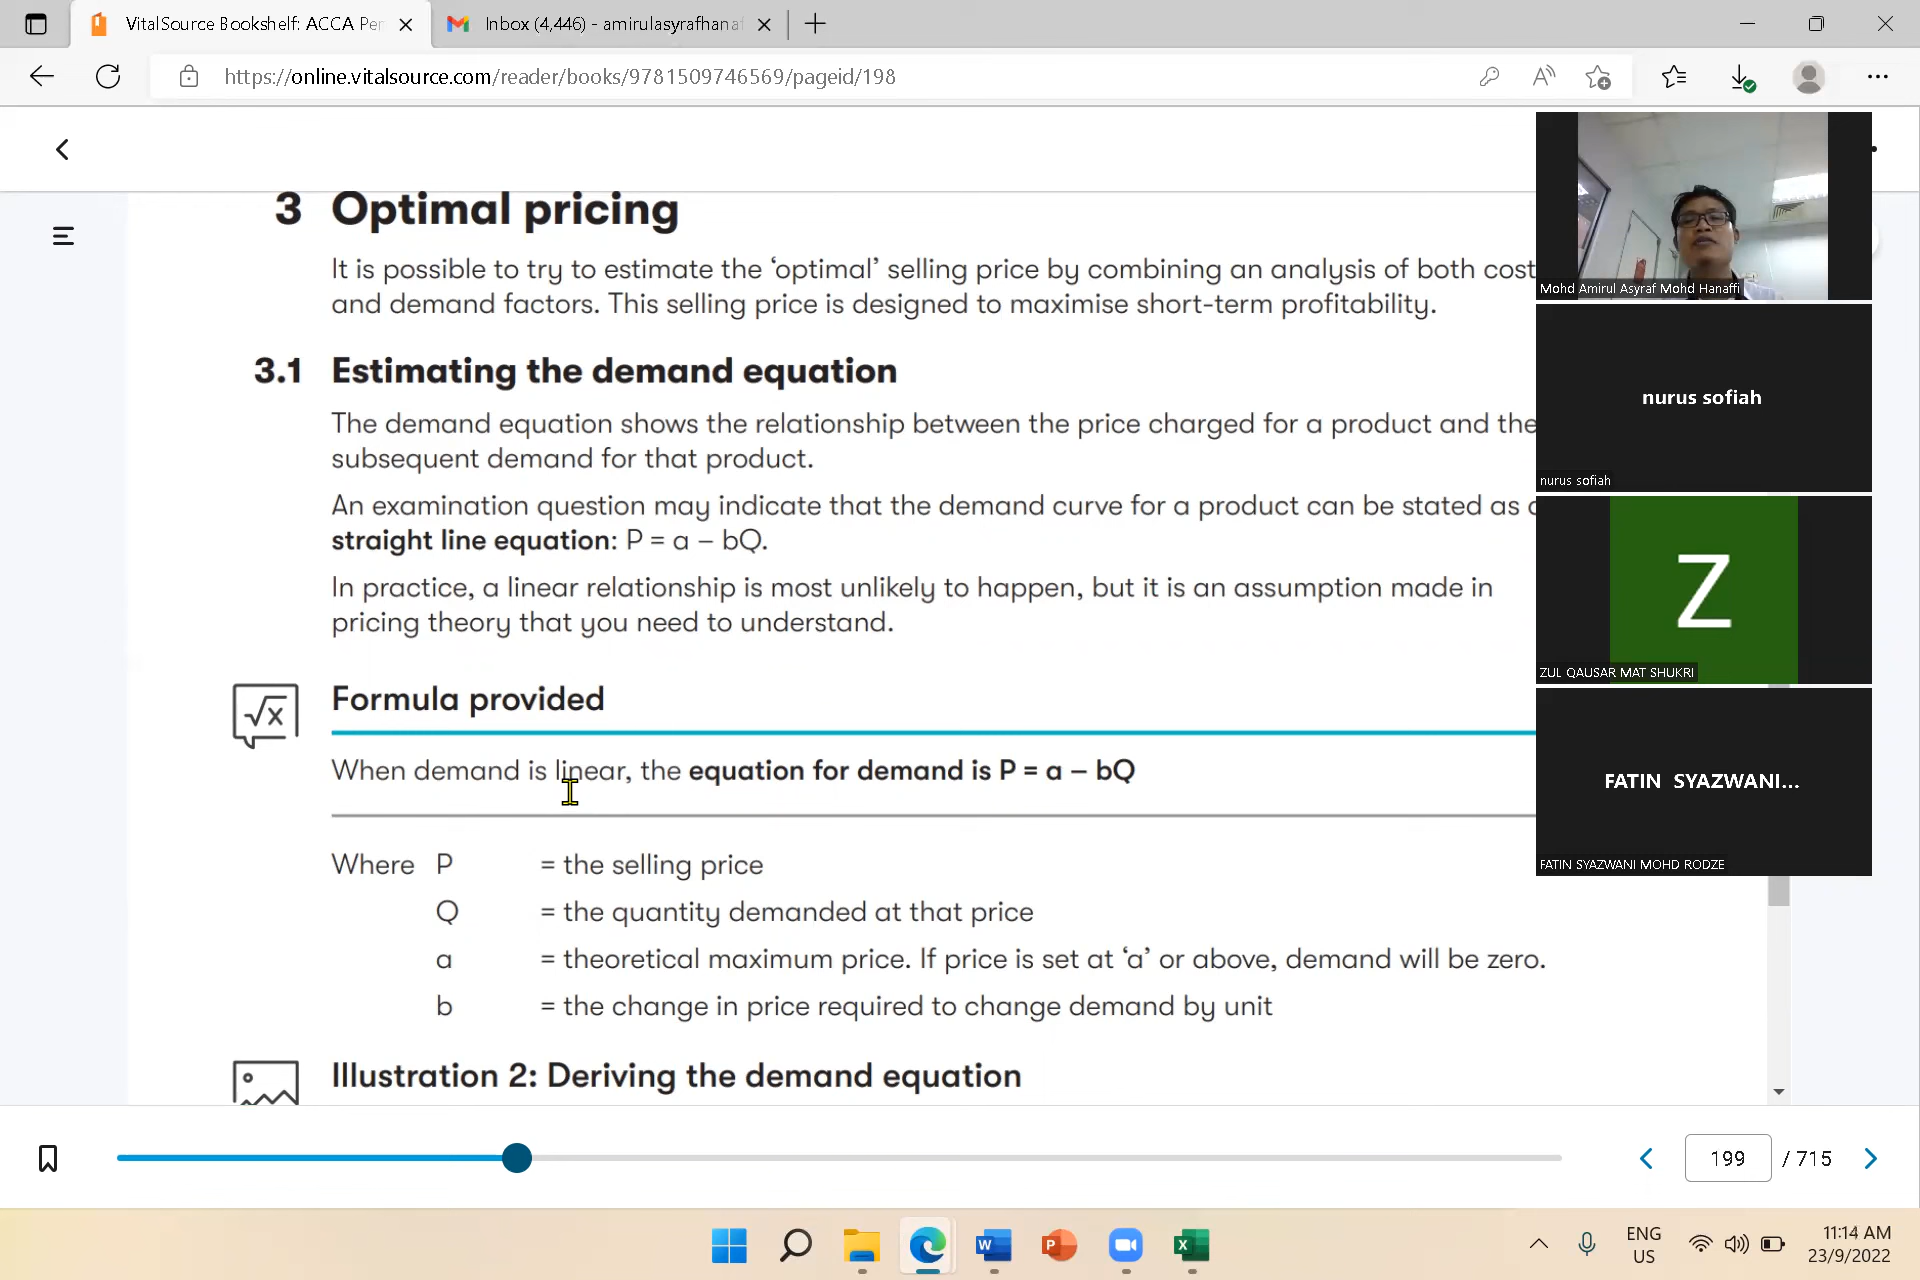 VitalSource Bookshelf: ACCA Per
Inbox (4,446) - amirulasyrafhanaf
https://online.vitalsource.com/reader/books/9781509746569/pageid/198
3 Optimal pricing
It is possible to try to estimate the ‘optimal’ selling price by combining an analysis of both cost
and demand factors. This selling price is designed to maximise short-term profitability.
3.1 Estimating the demand equation
The demand equation shows the relationship between the price charged for a product and the
subsequent demand for that product.
An examination question may indicate that the demand curve for a product can be stated as
straight line equation: P = a – bQ.
In practice, a linear relationship is most unlikely to happen, but it is an assumption made in
pricing theory that you need to understand.
√x
Formula provided
When demand is linear, the equation for demand is P = a – bQ
Where P = the selling price
Q = the quantity demanded at that price
a = theoretical maximum price. If price is set at ‘a’ or above, demand will be zero.
b = the change in price required to change demand by unit
Illustration 2: Deriving the demand equation
Mohd Amirul Asyraf Mohd Hanaffi
nurus sofiah
nurus sofiah
Z
ZUL QAUSAR MAT SHUKRI
FATIN SYAZWANI...
FATIN SYAZWANI MOHD RODZE
199 / 715
W
P
X
ENG
US
11:14 AM
23/9/2022